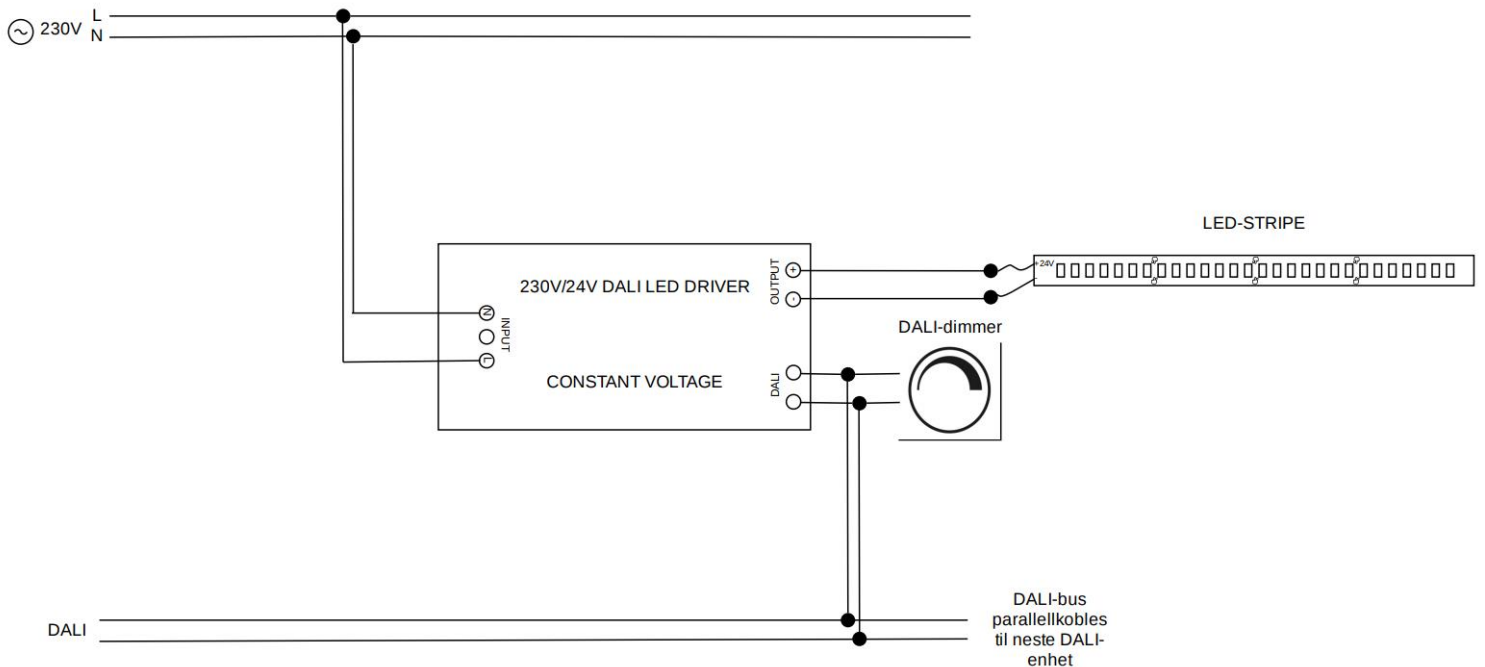 L
230V
N
LED-STRIPE
+24V
-
230V/24V DALI LED DRIVER
OUTPUT
+
OUTPUT
-
N
INPUT
L
DALI-dimmer
CONSTANT VOLTAGE
DALI
DALI
DALI-bus
parallellkobles
til neste DALI-
enhet